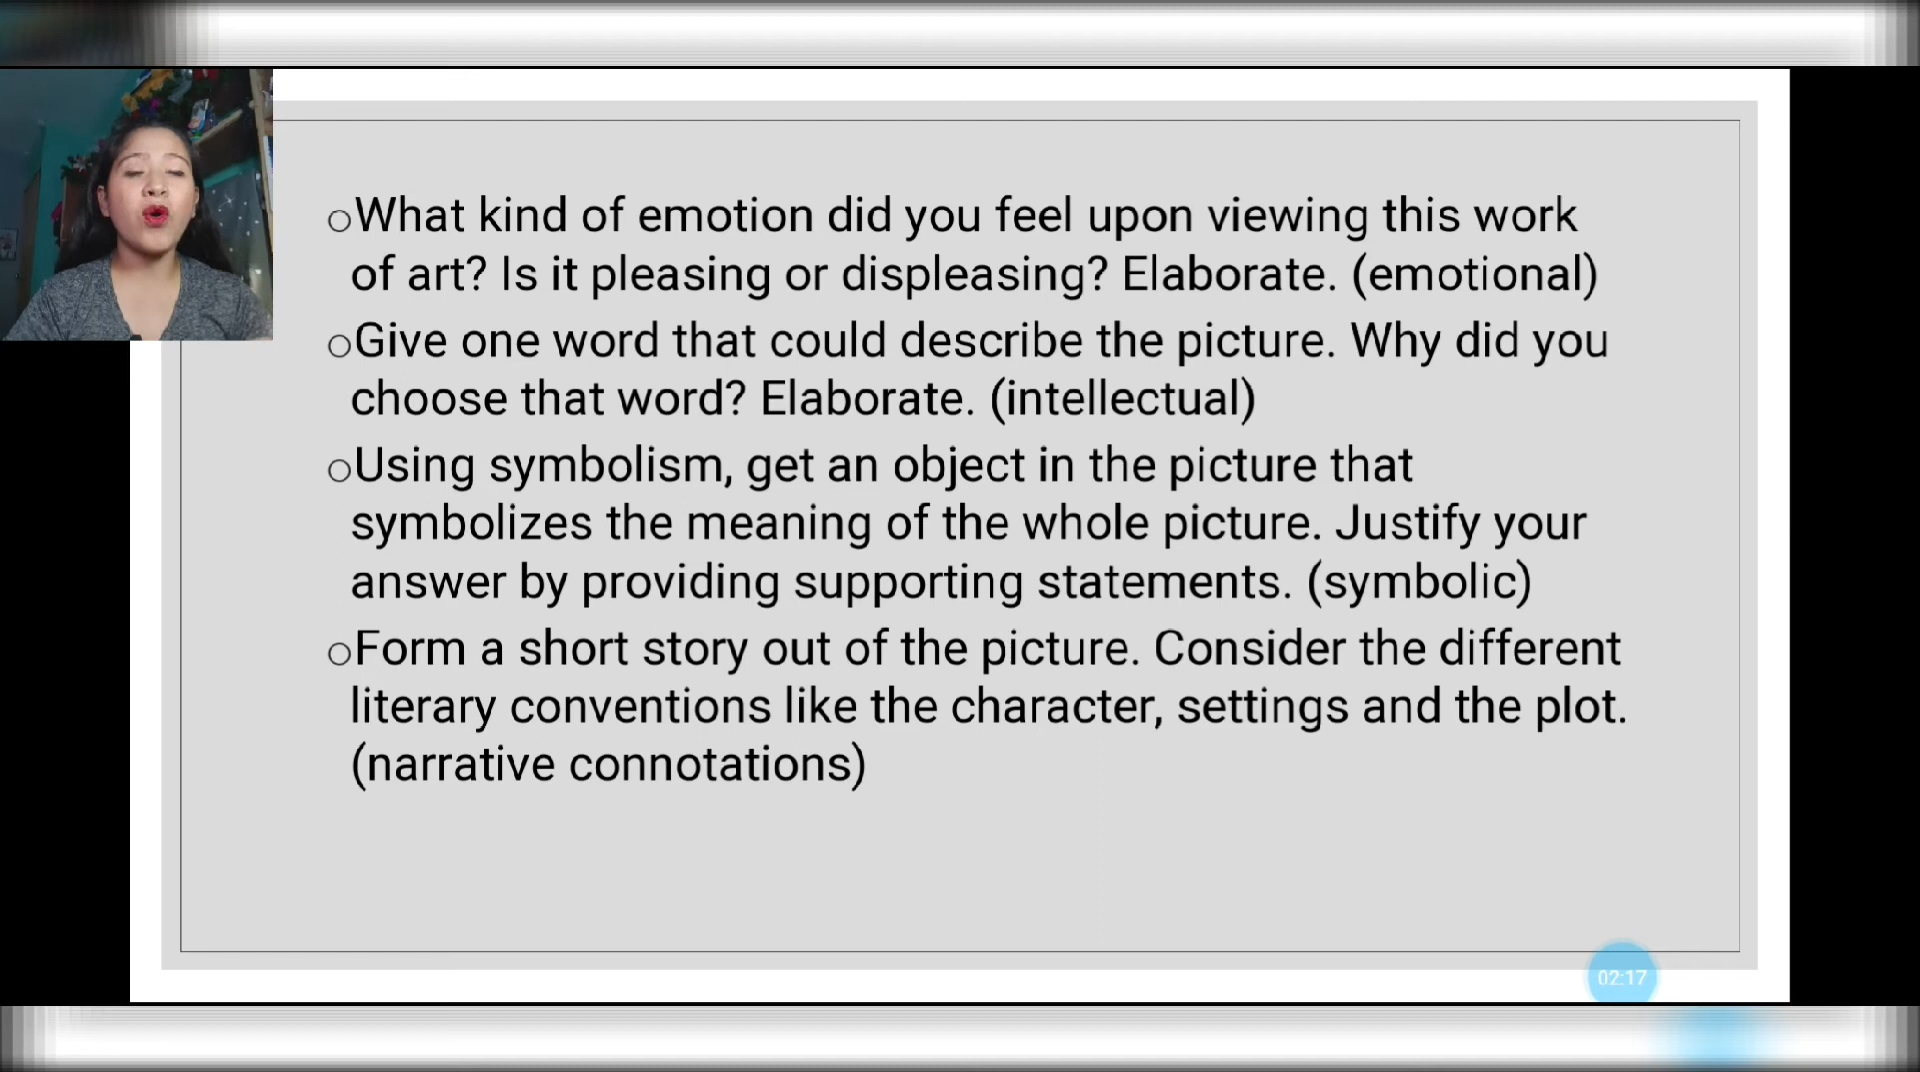 ○What kind of emotion did you feel upon viewing this work
of art? Is it pleasing or displeasing? Elaborate. (emotional)
○Give one word that could describe the picture. Why did you
choose that word? Elaborate. (intellectual)
○Using symbolism, get an object in the picture that
symbolizes the meaning of the whole picture. Justify your
answer by providing supporting statements. (symbolic)
○Form a short story out of the picture. Consider the different
literary conventions like the character, settings and the plot.
(narrative connotations)
02:17